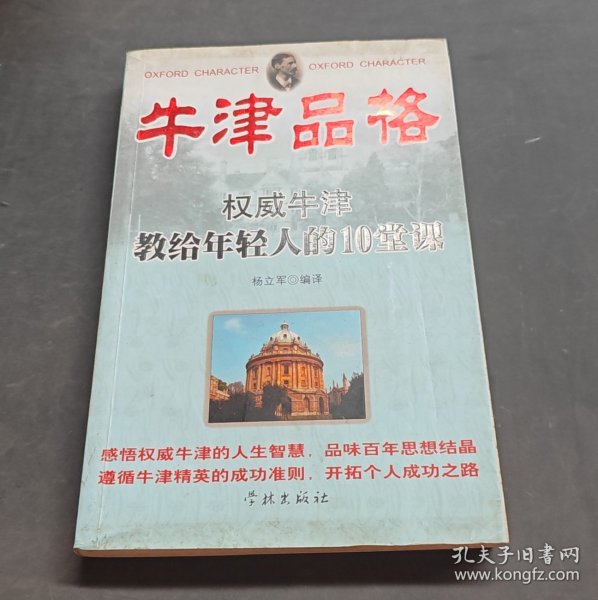 OXFORD CHARACTER OXFORD CHARACTER
牛津品格
权威牛津
教给年轻人的10堂课
杨立军◎编译
感悟权威牛津的人生智慧，品味百年思想结晶
遵循牛津精英的成功准则，开拓个人成功之路
学林出版社
孔夫子旧书网
www.kongfz.com